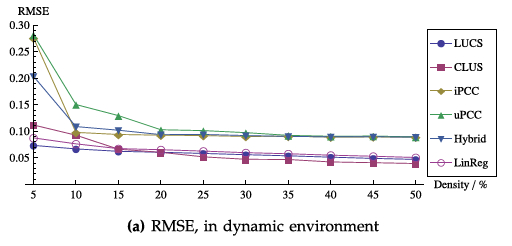 RMSE
0.30
0.25
0.20
0.15
0.10
0.05
5 10 15 20 25 30 35 40 45 50
Density / %
LUCS
CLUS
iPCC
uPCC
Hybrid
LinReg
(a) RMSE, in dynamic environment